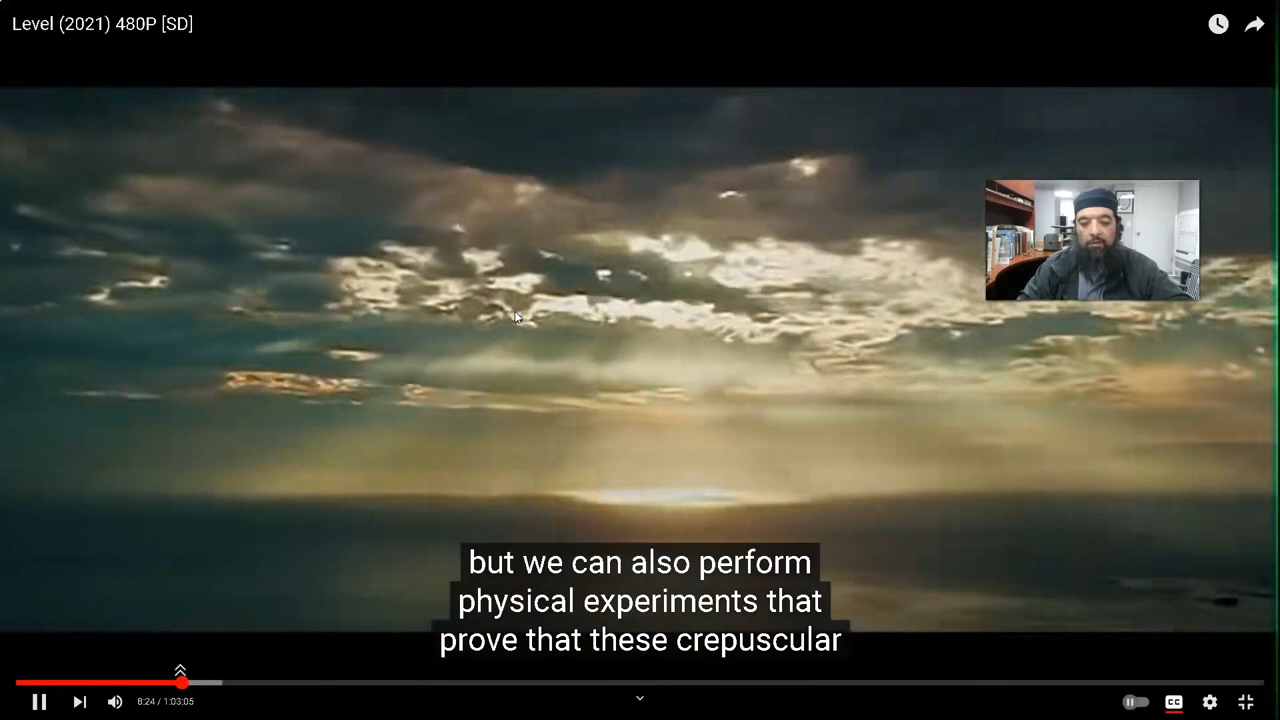 Level (2021) 480P [SD]
but we can also perform
physical experiments that
prove that these crepuscular
8:24 / 1:03:05
CC